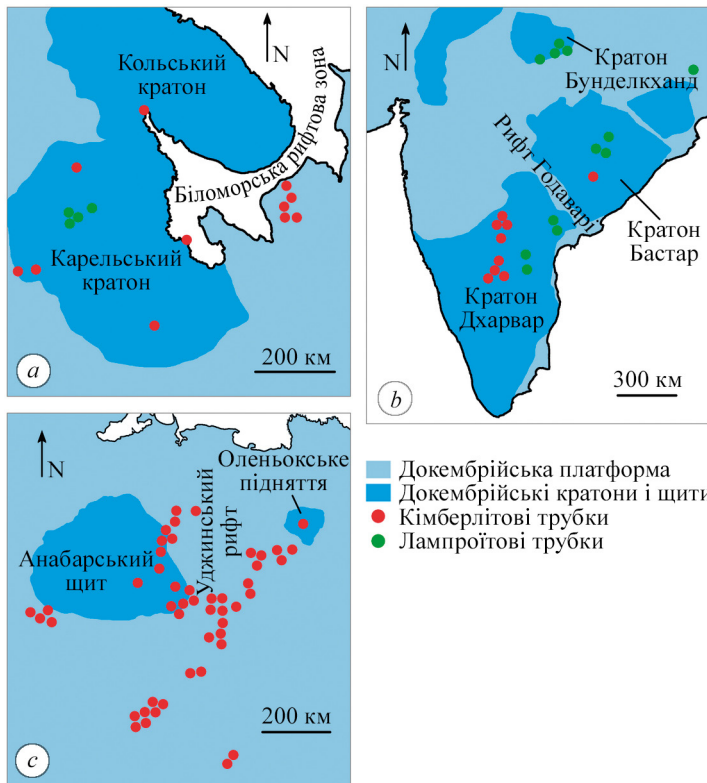 N
Кольський
кратон
Біломорська рифтова зона
Карельський
кратон
a
200 км
N
Кратон
Бунделкханд
Рифт Годаварі
Кратон
Бастар
Кратон
Дхарвар
b
300 км
N
Оленьокське
підняття
Уджинський
рифт
Анабарський
щит
c
200 км
Докембрійська платформа
Докембрійські кратони і щити
Кімберлітові трубки
Лампроїтові трубки